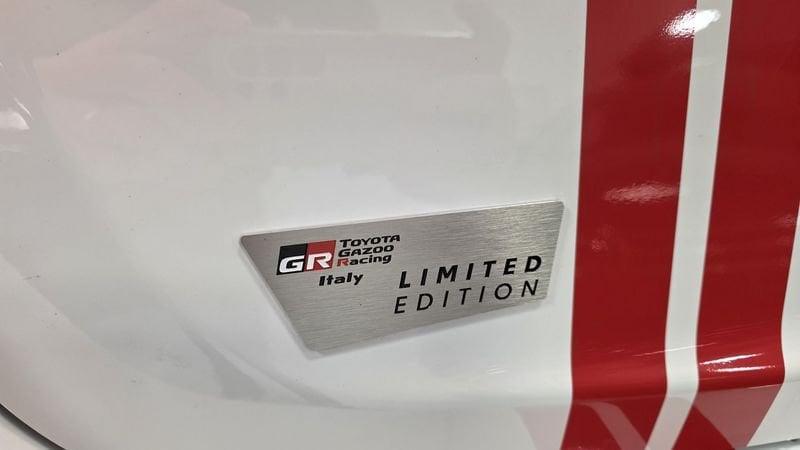 GR
TOYOTA
GAZOO
Racing
Italy
LIMITED
EDITION